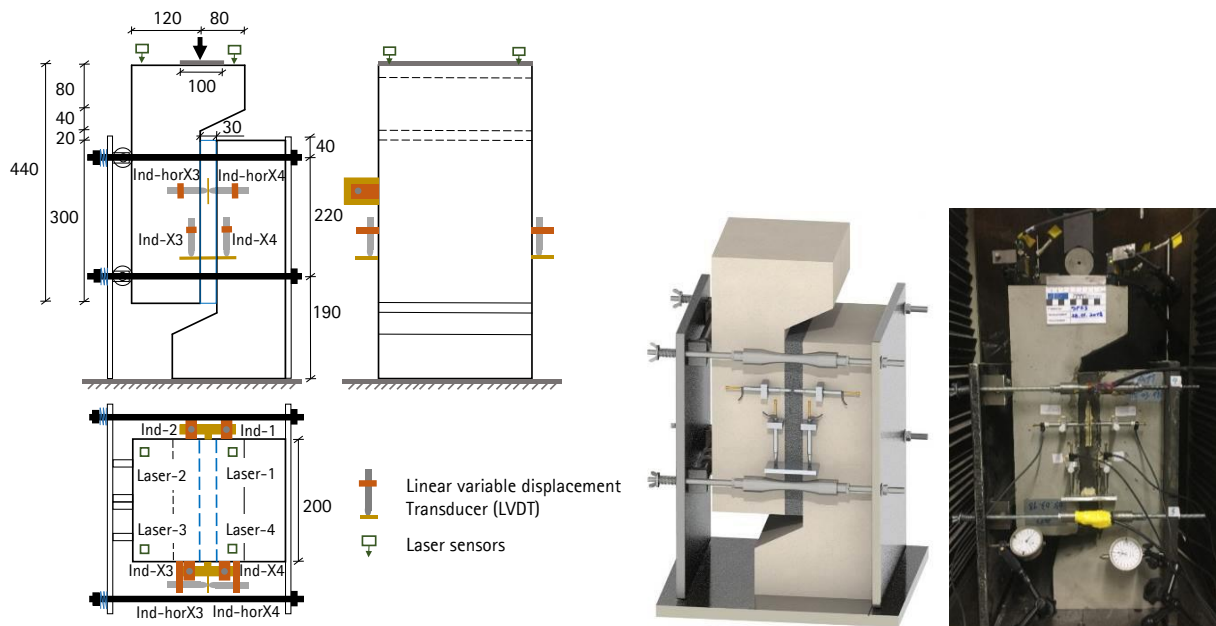 120
80
100
80
40
20
30
40
440
Ind-horX3
Ind-horX4
300
220
Ind-X3
Ind-X4
190
Ind-2
Ind-1
Laser-2
Laser-1
200
Laser-3
Laser-4
Ind-X3
Ind-X4
Ind-horX3
Ind-horX4
Linear variable displacement
Transducer (LVDT)
Laser sensors